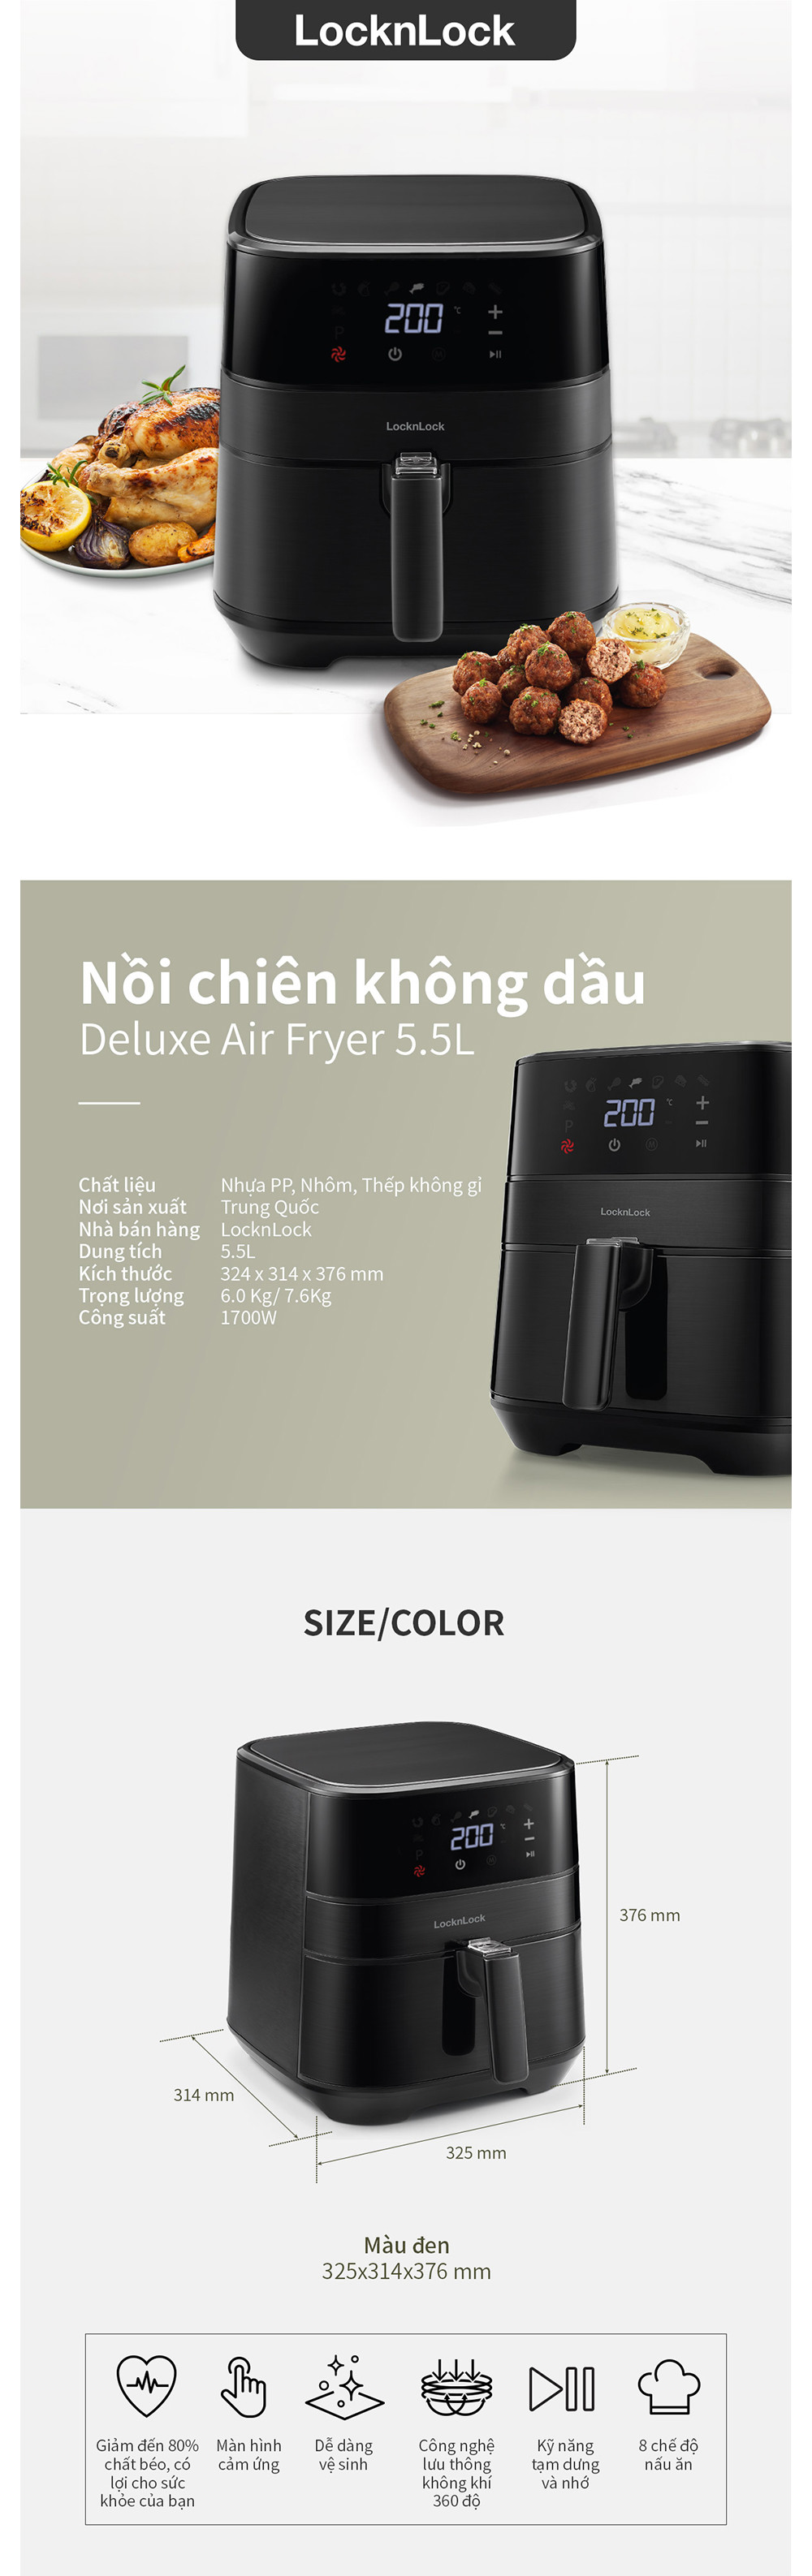 LocknLock
200
℃
+
−
P
M
LocknLock
Nồi chiên không dầu
Deluxe Air Fryer 5.5L
200
℃
+
−
P
M
LocknLock
Chất liệu Nhựa PP, Nhôm, Thếp không gỉ
Nơi sản xuất Trung Quốc
Nhà bán hàng LocknLock
Dung tích 5.5L
Kích thước 324 x 314 x 376 mm
Trọng lượng 6.0 Kg/ 7.6Kg
Công suất 1700W
SIZE/COLOR
200
℃
+
−
P
M
LocknLock
376 mm
314 mm
325 mm
Màu đen
325x314x376 mm
Giảm đến 80%
chất béo, có
lợi cho sức
khỏe của bạn
Màn hình
cảm ứng
Dễ dàng
vệ sinh
Công nghệ
lưu thông
không khí
360 độ
Kỹ năng
tạm dưng
và nhớ
8 chế độ
nấu ăn